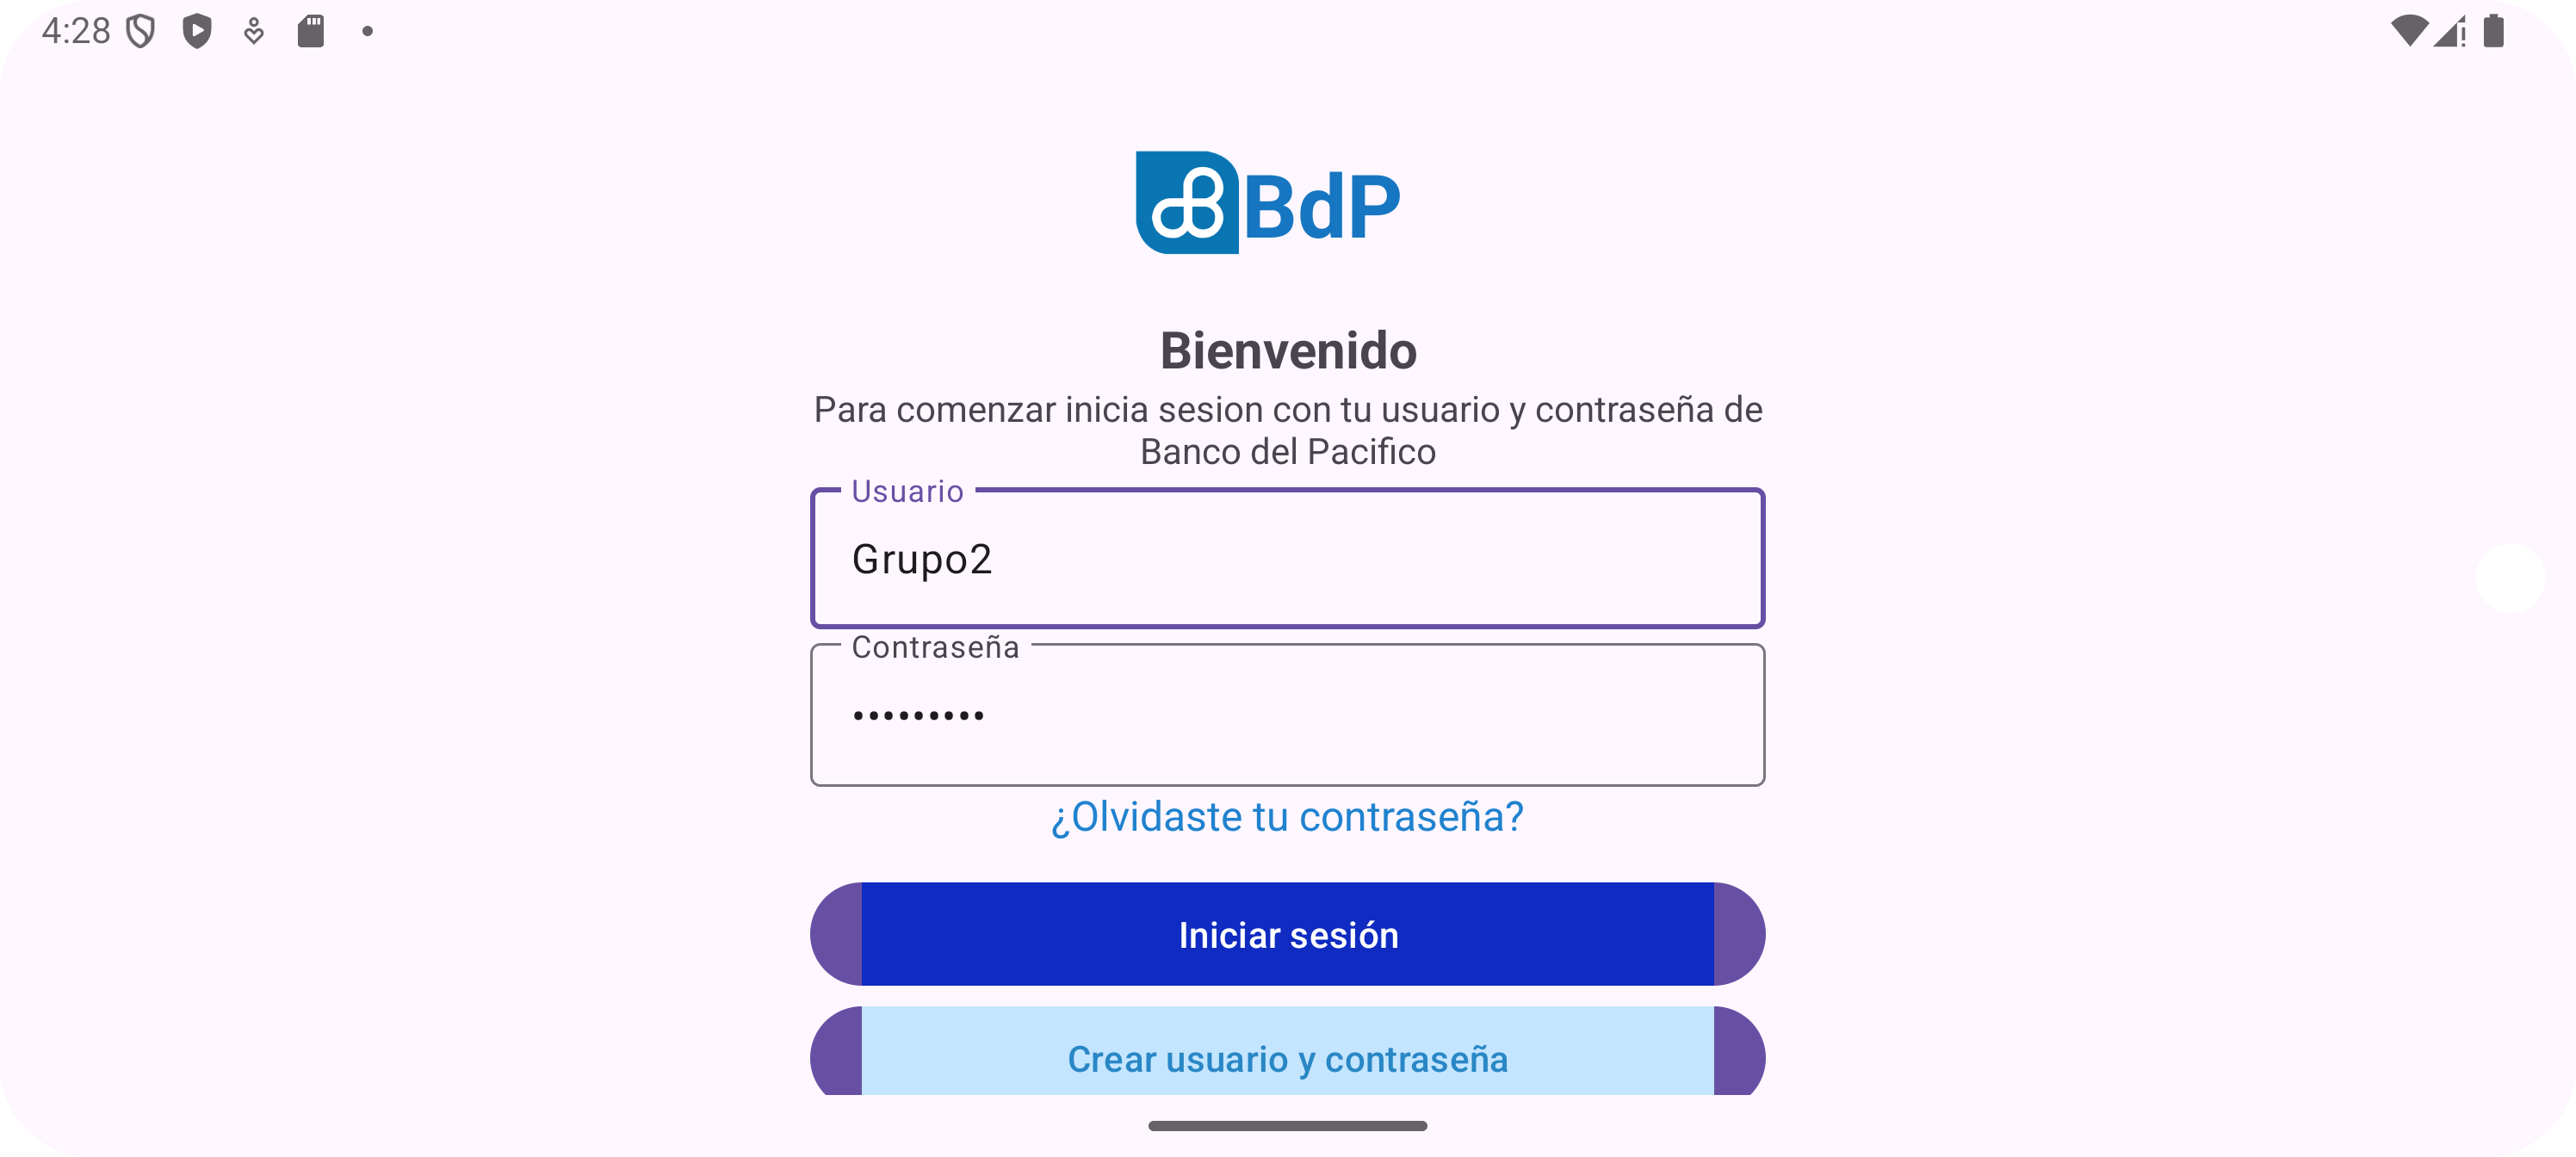 4:28
BdP
Bienvenido
Para comenzar inicia sesion con tu usuario y contraseña de
Banco del Pacifico
Usuario
Grupo2
Contraseña
•••••••••
¿Olvidaste tu contraseña?
Iniciar sesión
Crear usuario y contraseña